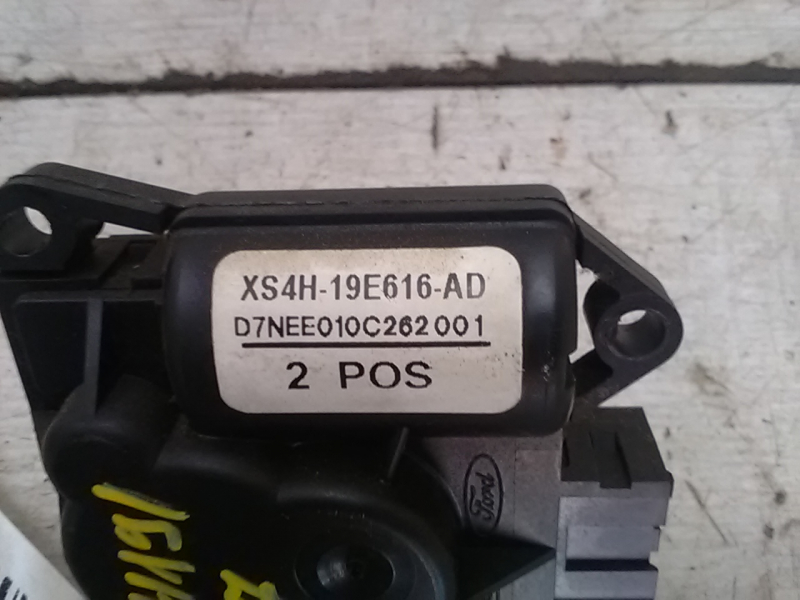 XS4H-19E616-AD
D7NEE010C262001
2 POS
Ford